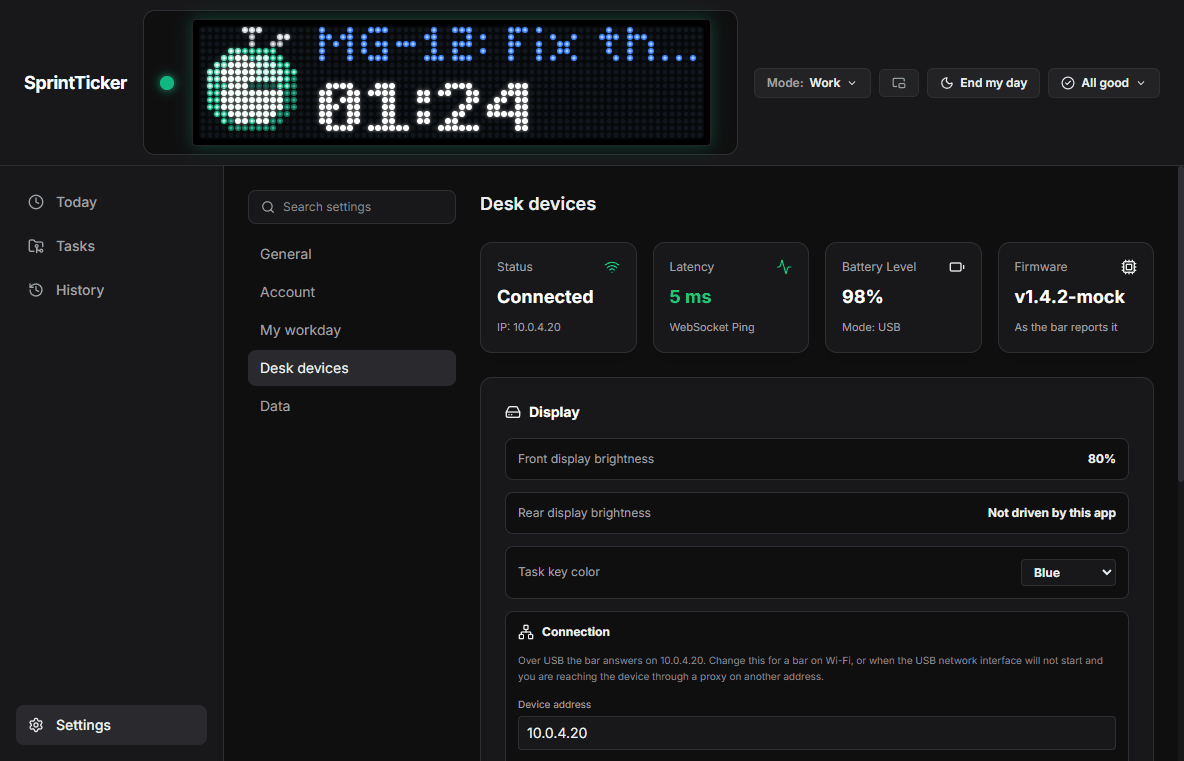 SprintTicker
MG-12: Fix th...
01:24
Mode: Work
End my day
All good
Today
Tasks
History
Settings
Search settings
General
Account
My workday
Desk devices
Data
Desk devices
Status
Connected
IP: 10.0.4.20
Latency
5 ms
WebSocket Ping
Battery Level
98%
Mode: USB
Firmware
v1.4.2-mock
As the bar reports it
Display
Front display brightness
80%
Rear display brightness
Not driven by this app
Task key color
Blue
Connection
Over USB the bar answers on 10.0.4.20. Change this for a bar on Wi-Fi, or when the USB network interface will not start and
you are reaching the device through a proxy on another address.
Device address
10.0.4.20